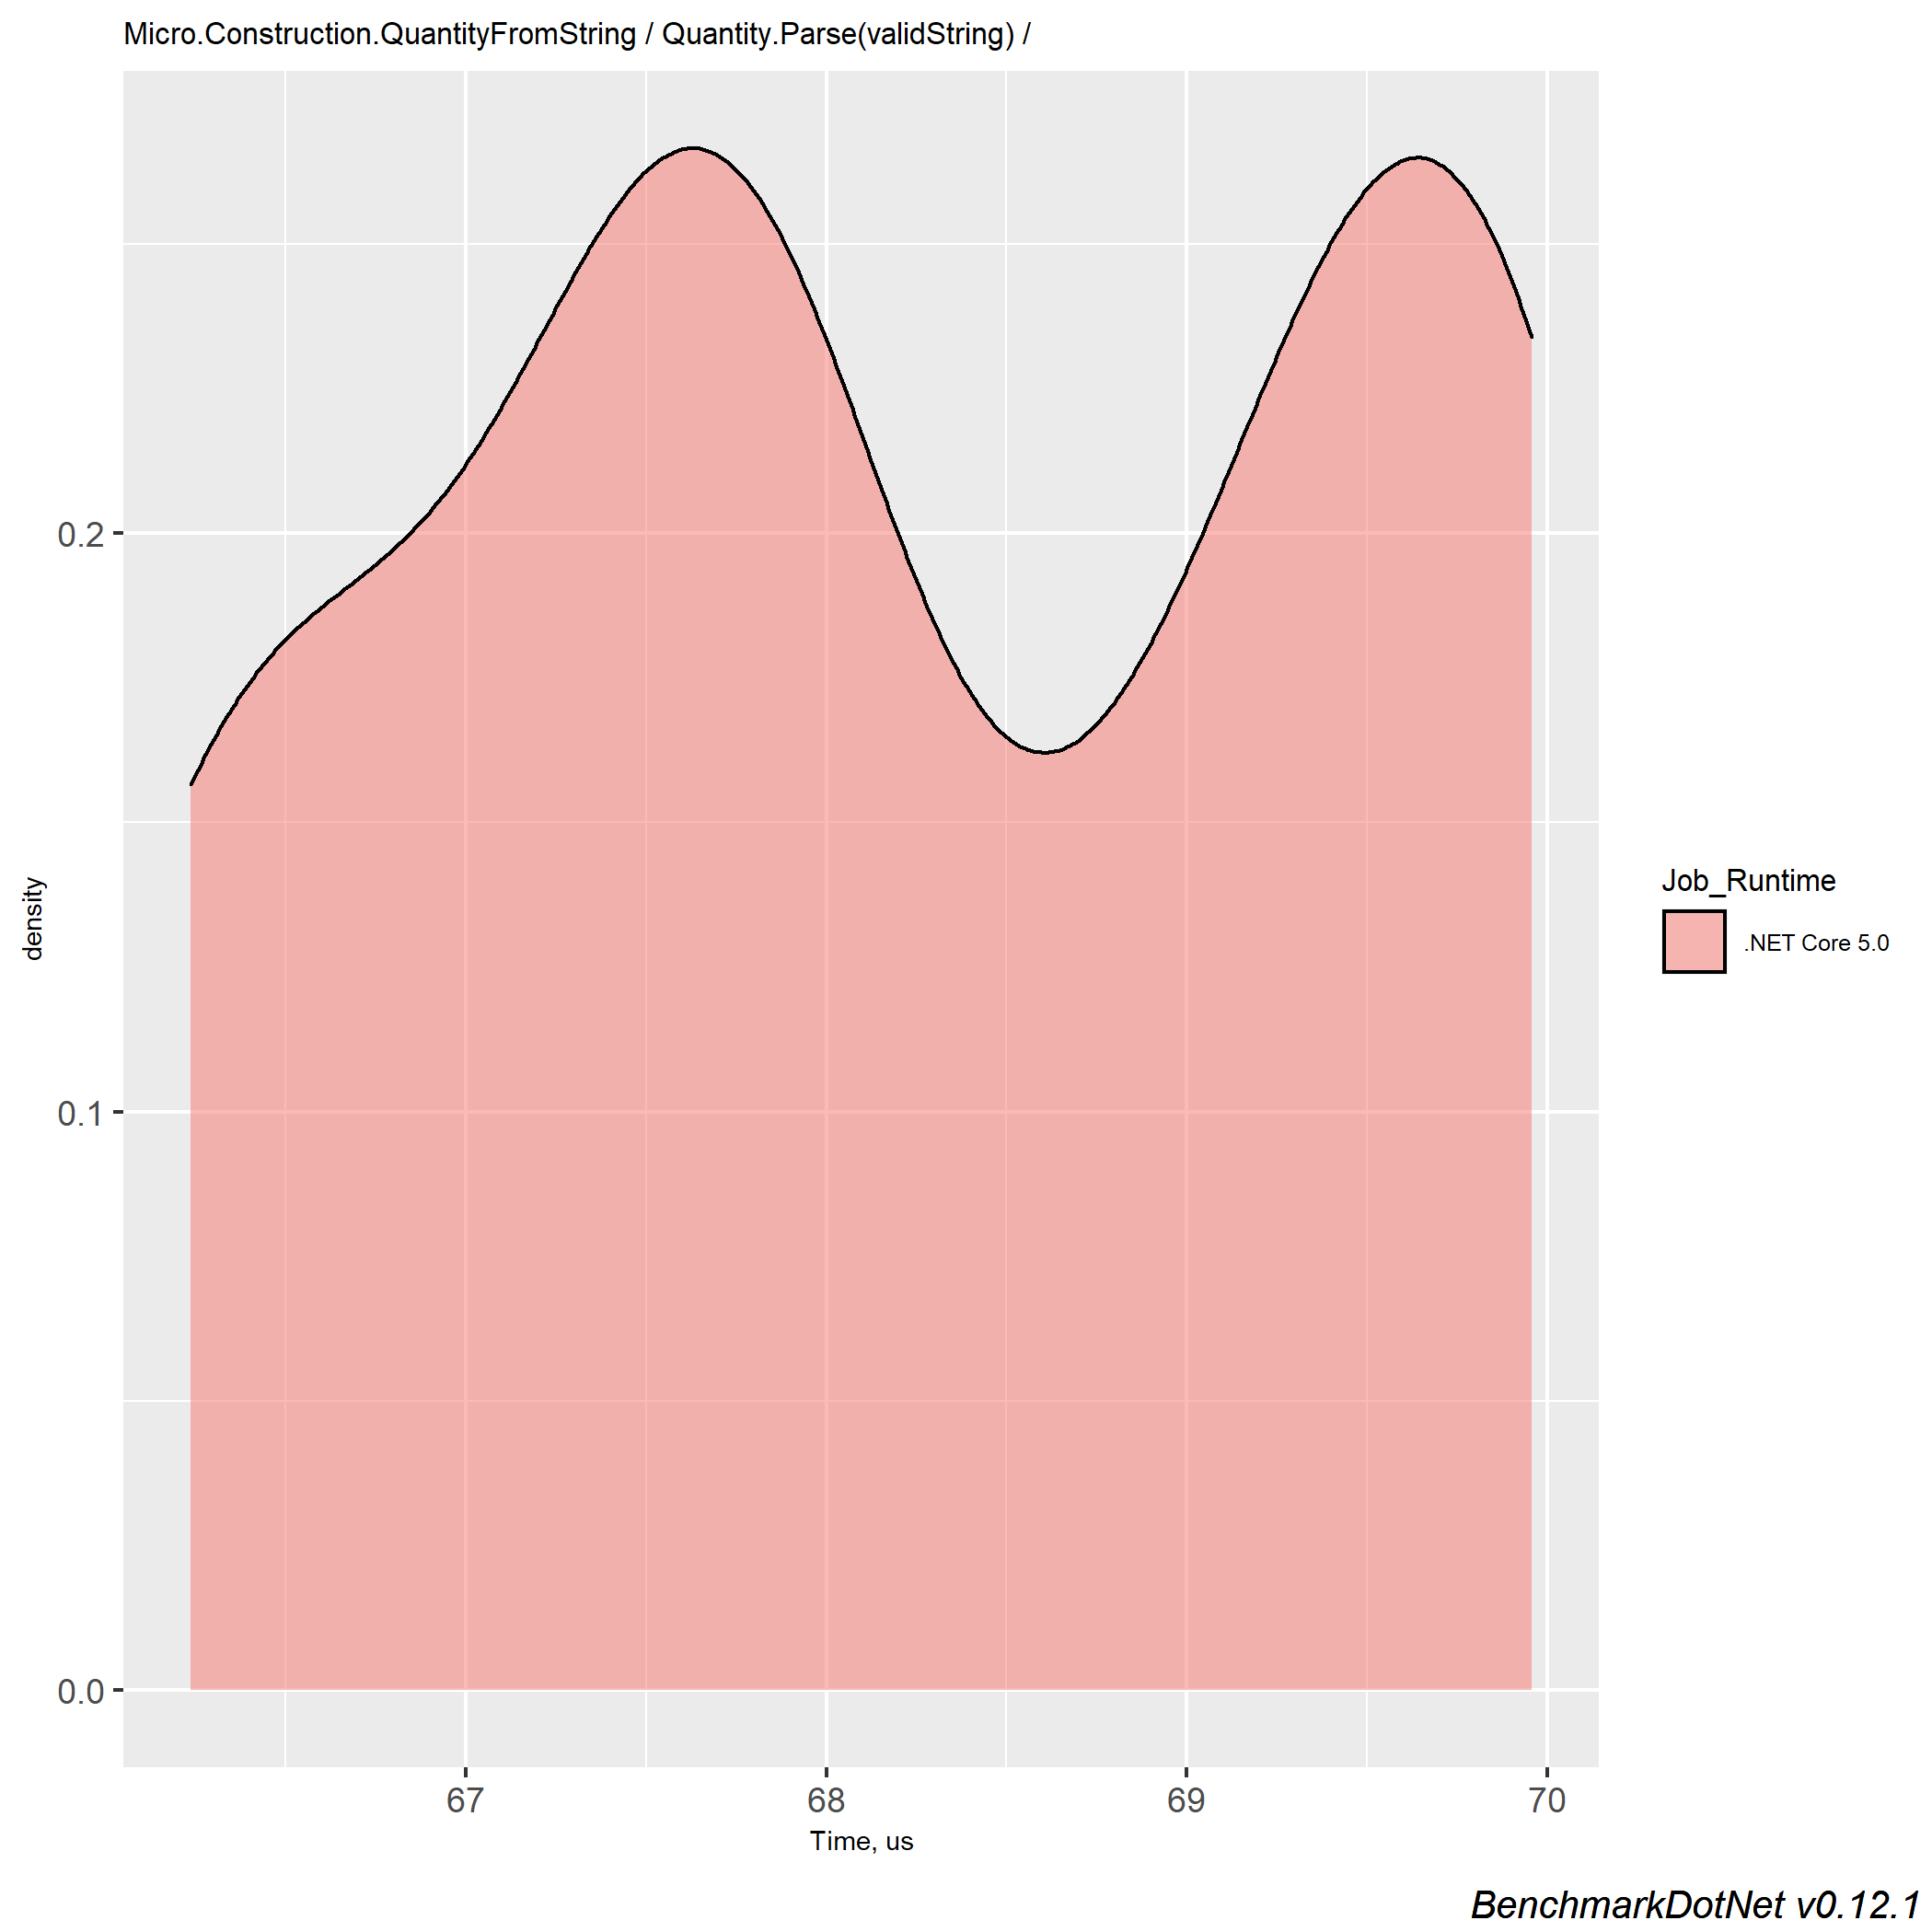 Micro.Construction.QuantityFromString / Quantity.Parse(validString) /
0.2
0.1
0.0
density
67 68 69 70
Time, us
Job_Runtime
.NET Core 5.0
BenchmarkDotNet v0.12.1